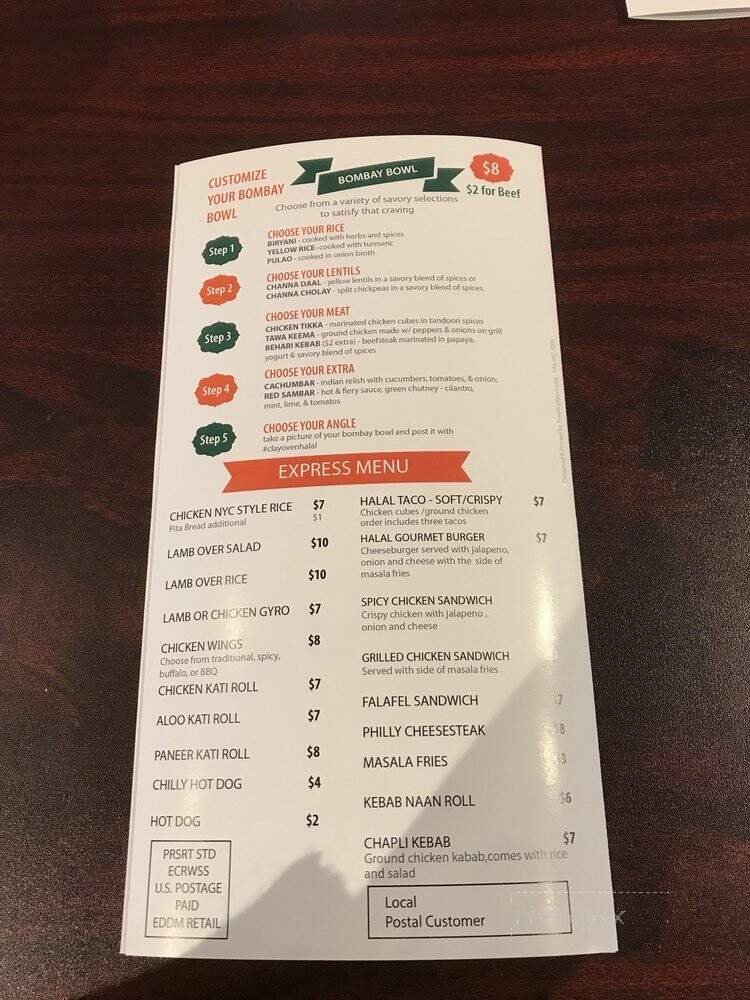 CUSTOMIZE
YOUR BOMBAY
BOWL
BOMBAY BOWL
$8
$2 for Beef
Choose from a variety of savory selections
to satisfy that craving
Step 1
CHOOSE YOUR RICE
BIRYANI - cooked with herbs and spices
YELLOW RICE- cooked with turmeric
PULAO - cooked in onion broth
Step 2
CHOOSE YOUR LENTILS
CHANNA DAAL - yellow lentils in a savory blend of spices or
CHANNA CHOLAY - split chickpeas in a savory blend of spices.
Step 3
CHOOSE YOUR MEAT
CHICKEN TIKKA - marinated chicken cubes in tandoori spices
TAWA KEEMA - ground chicken made w/ peppers & onions on grill
BEHARI KEBAB ($2 extra) - beefsteak marinated in papaya,
yogurt & savory blend of spices
Step 4
CHOOSE YOUR EXTRA
CACHUMBAR - indian relish with cucumbers, tomatoes, & onion;
RED SAMBAR - hot & fiery sauce, green chutney - cilantro,
mint, lime, & tomatos
Step 5
CHOOSE YOUR ANGLE
take a picture of your bombay bowl and post it with
#clayovenhalal
EXPRESS MENU
CHICKEN NYC STYLE RICE $7
Pita Bread additional $1
LAMB OVER SALAD $10
LAMB OVER RICE $10
LAMB OR CHICKEN GYRO $7
CHICKEN WINGS $8
Choose from traditional, spicy,
buffalo, or BBQ
CHICKEN KATI ROLL $7
ALOO KATI ROLL $7
PANEER KATI ROLL $8
CHILLY HOT DOG $4
HOT DOG $2
HALAL TACO - SOFT/CRISPY $7
Chicken cubes /ground chicken
order includes three tacos
HALAL GOURMET BURGER $7
Cheeseburger served with jalapeno,
onion and cheese with the side of
masala fries
SPICY CHICKEN SANDWICH
Crispy chicken with jalapeno ,
onion and cheese
GRILLED CHICKEN SANDWICH
Served with side of masala fries
FALAFEL SANDWICH $7
PHILLY CHEESESTEAK $8
MASALA FRIES $3
KEBAB NAAN ROLL $6
CHAPLI KEBAB $7
Ground chicken kabab,comes with rice
and salad
PRSRT STD
ECRWSS
U.S. POSTAGE
PAID
EDDM RETAIL
Local
Postal Customer